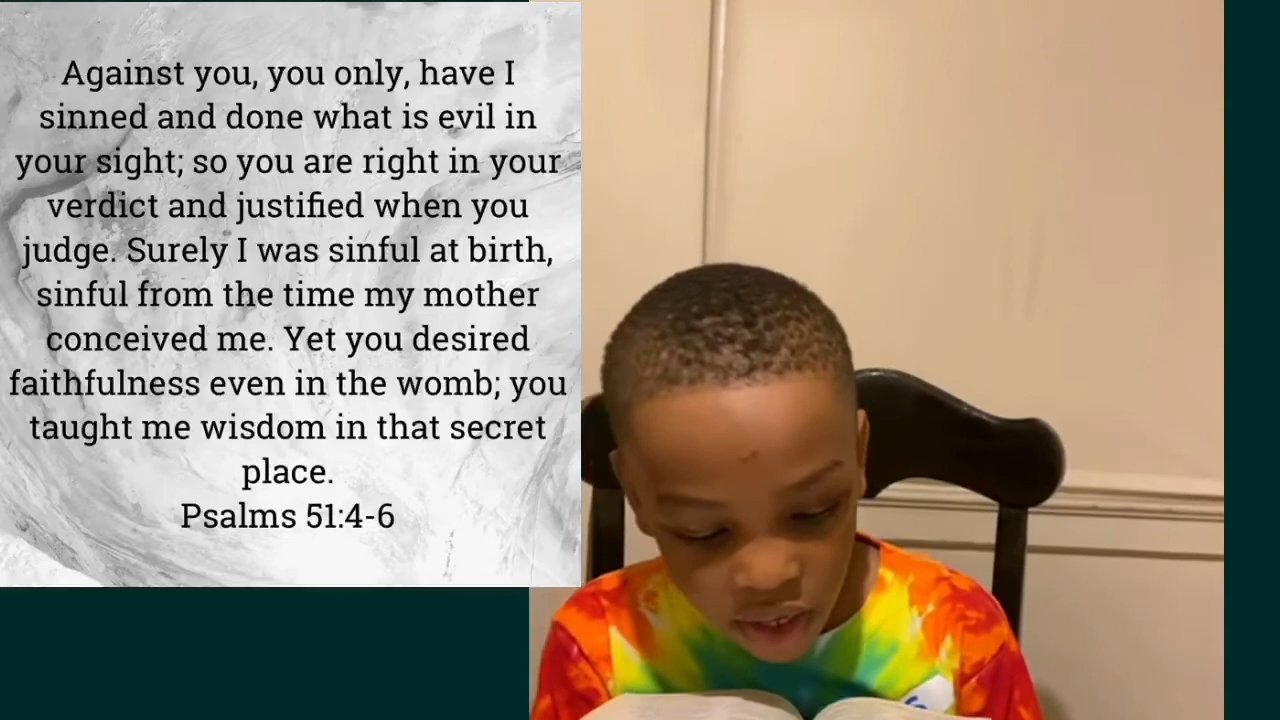 Against you, you only, have I
sinned and done what is evil in
your sight; so you are right in your
verdict and justified when you
judge. Surely I was sinful at birth,
sinful from the time my mother
conceived me. Yet you desired
faithfulness even in the womb; you
taught me wisdom in that secret
place.
Psalms 51:4-6